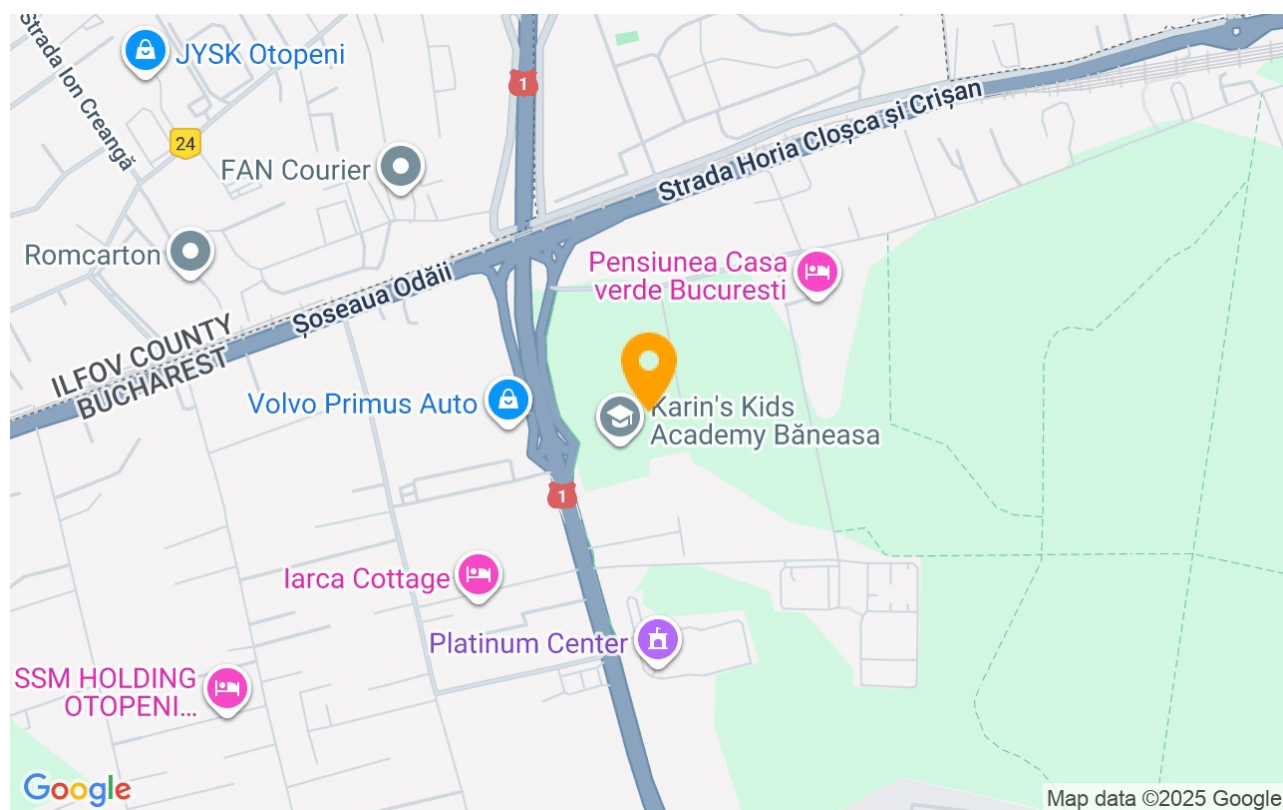 Strada Ion Creangă
JYSK Otopeni
1
24
FAN Courier
Strada Horia Cloșca și Crișan
Romcarton
Șoseaua Odăii
Pensiunea Casa
verde Bucuresti
ILFOV COUNTY
BUCHAREST
Volvo Primus Auto
Karin's Kids
Academy Băneasa
1
Iarca Cottage
Platinum Center
SSM HOLDING
OTOPENI...
Google
Map data ©2025 Google